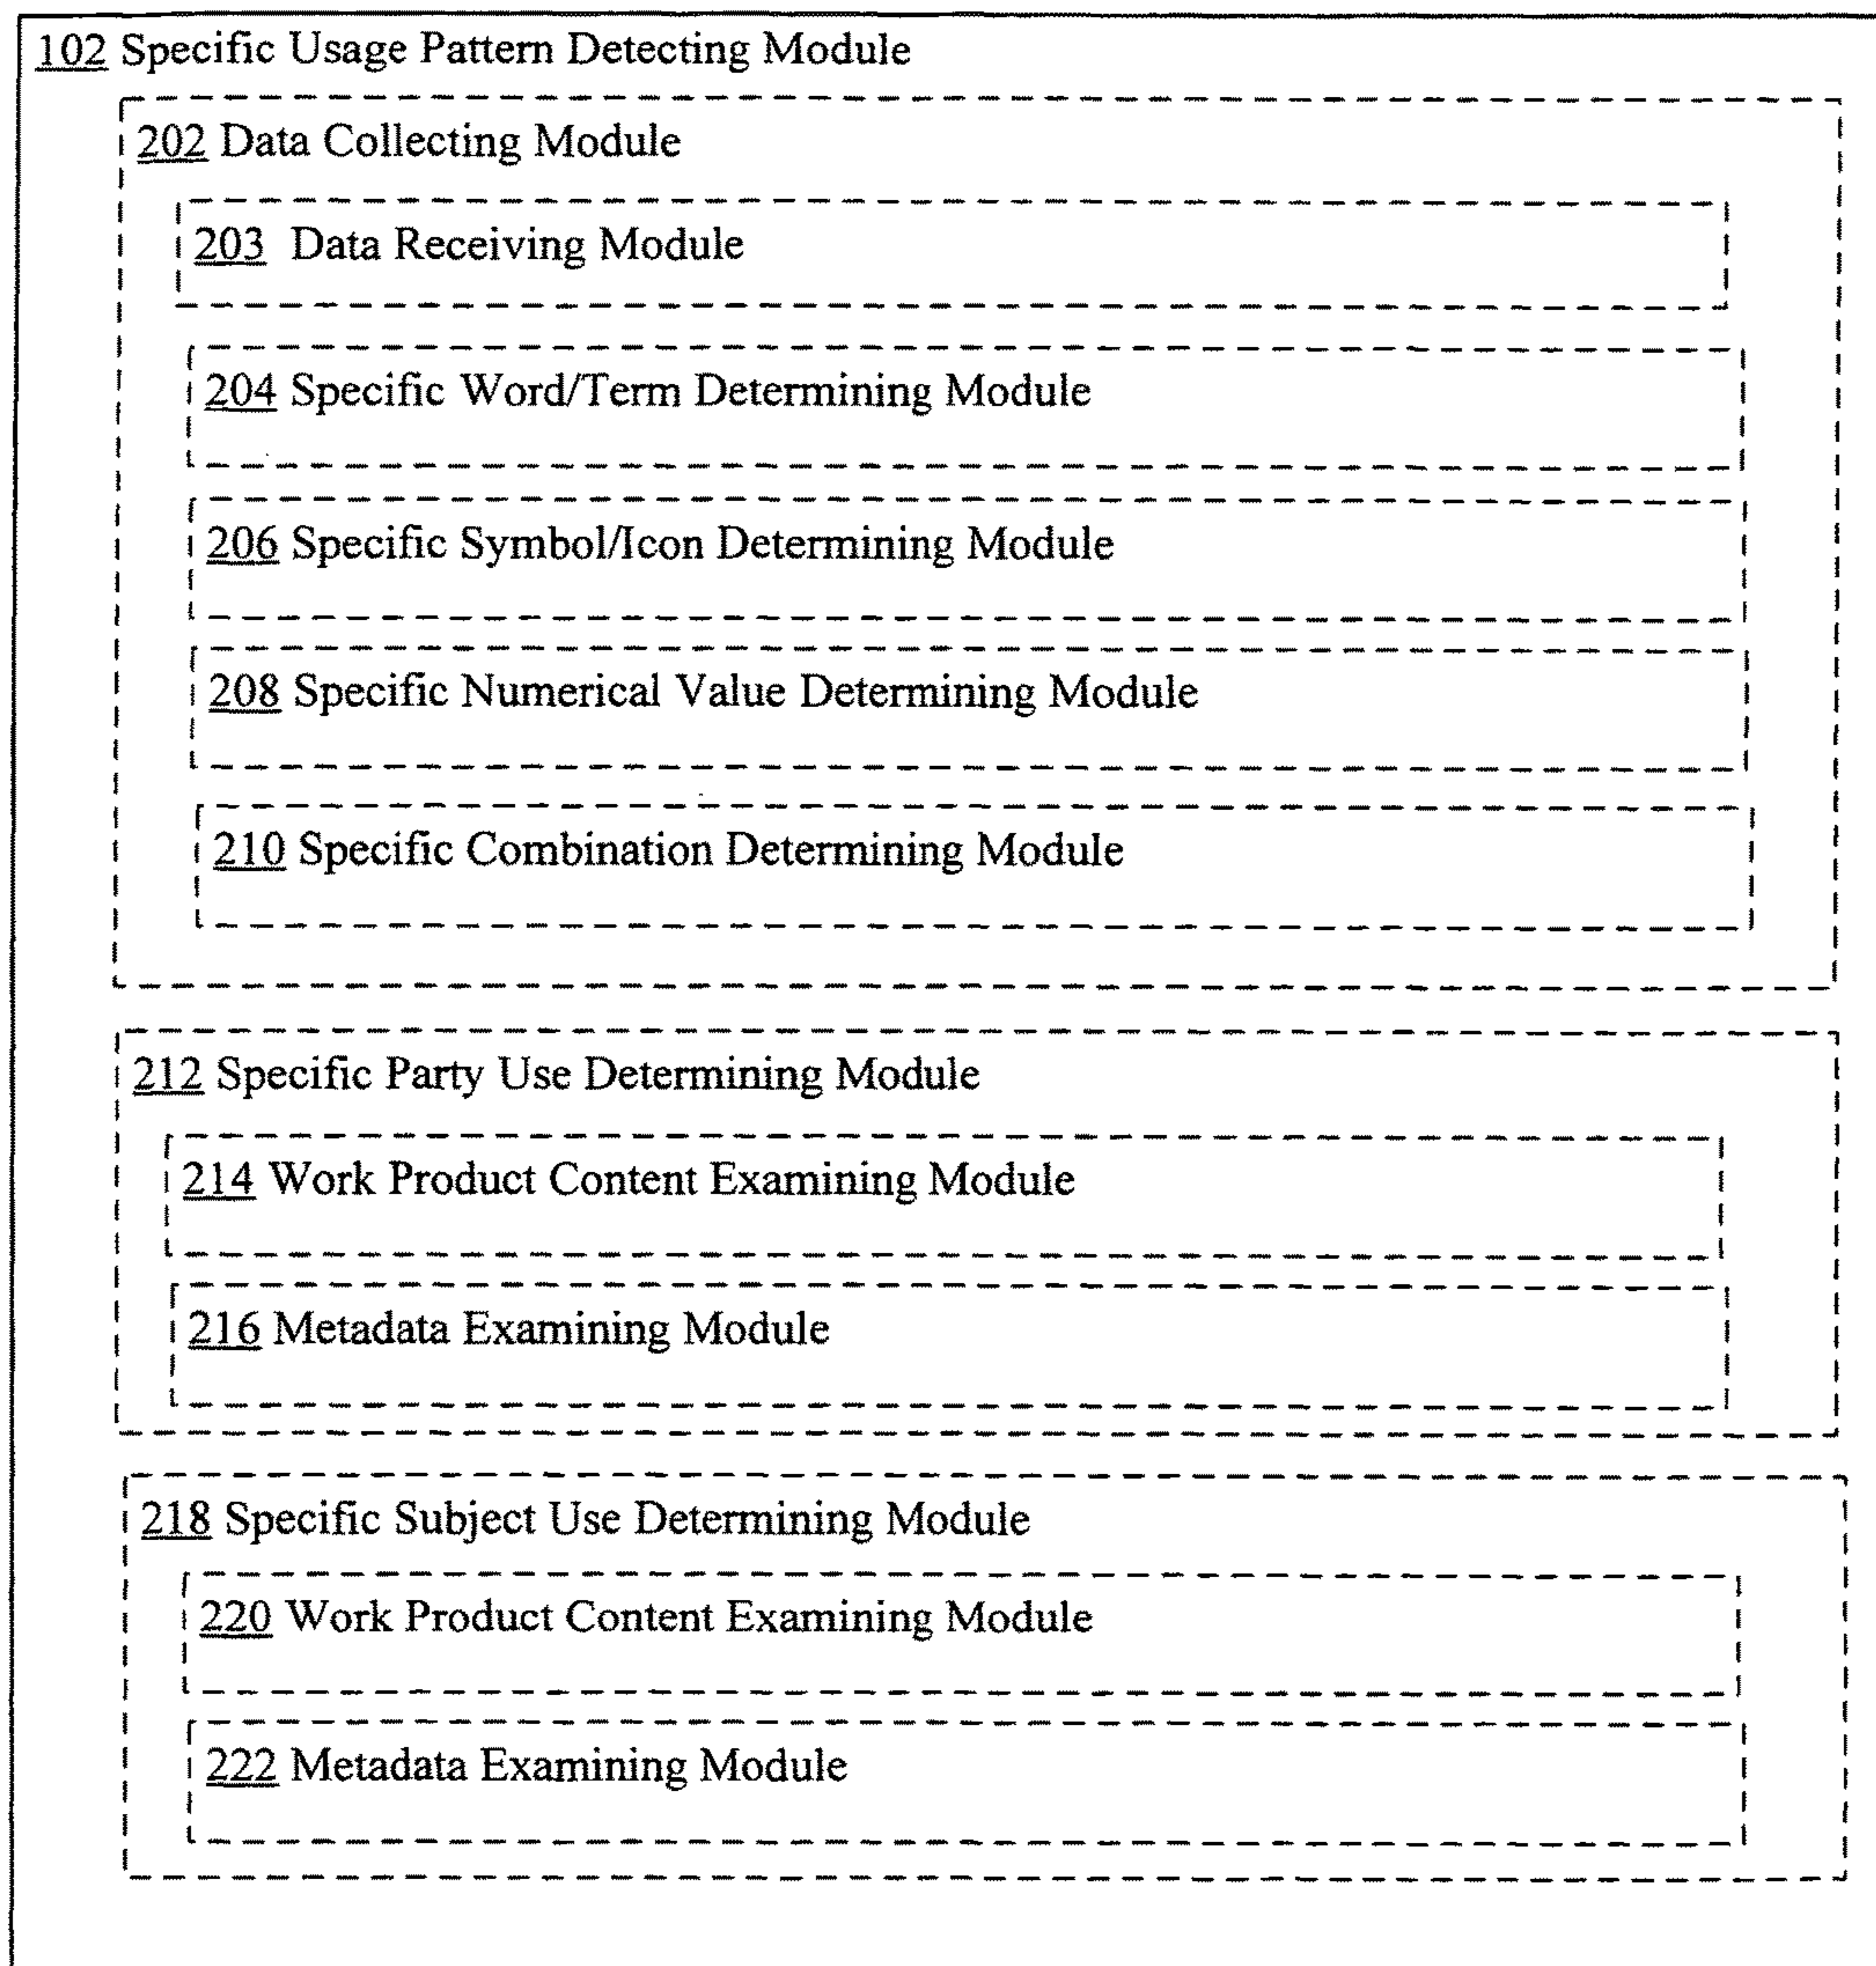 102 Specific Usage Pattern Detecting Module
202 Data Collecting Module
203 Data Receiving Module
204 Specific Word/Term Determining Module
206 Specific Symbol/Icon Determining Module
208 Specific Numerical Value Determining Module
210 Specific Combination Determining Module
212 Specific Party Use Determining Module
214 Work Product Content Examining Module
216 Metadata Examining Module
218 Specific Subject Use Determining Module
220 Work Product Content Examining Module
222 Metadata Examining Module